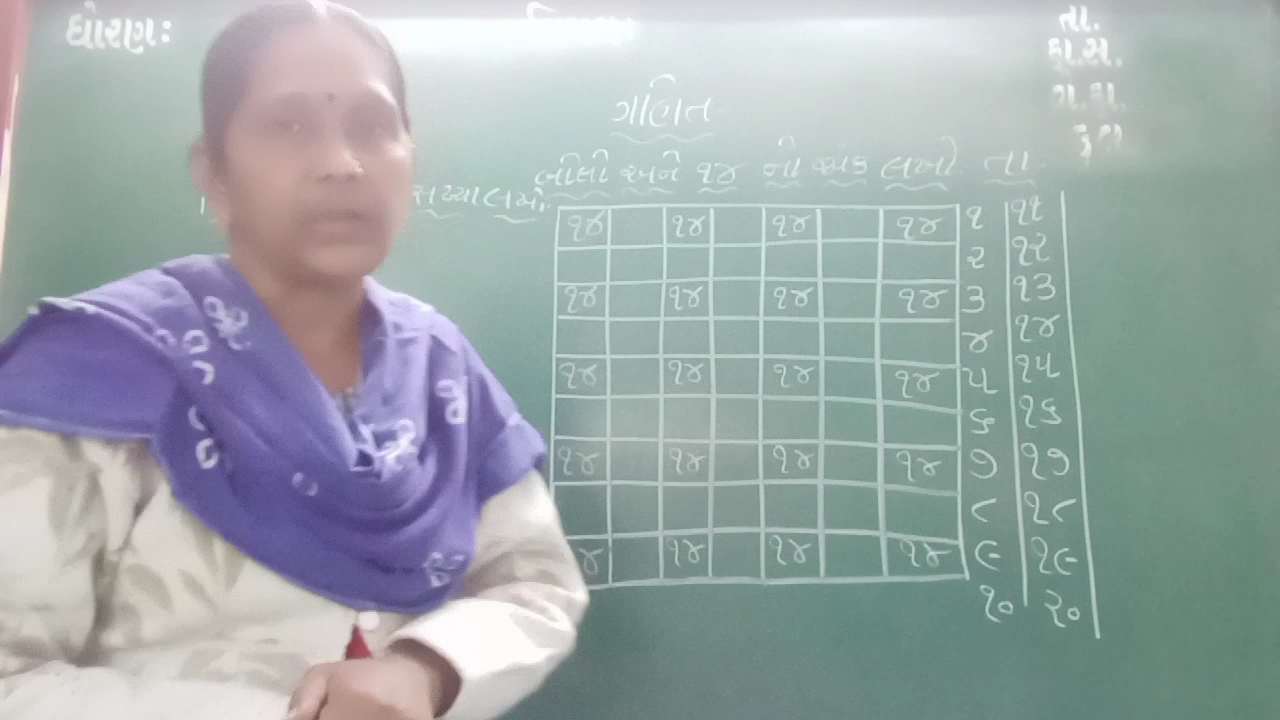 ધોરણઃ
તા.
ફા.સ.
ગણિત
બોલો અને ૧૪ નો અંક લખો. તા.
સંખ્યા લખો.
૧૪ ૧૪ ૧૪ ૧૪ ૧ ૧૧
૨ ૧૨
૧૪ ૧૪ ૧૪ ૧૪ ૩ ૧૩
૪ ૧૪
૧૪ ૧૪ ૧૪ ૧૪ ૫ ૧૫
૬ ૧૬
૧૪ ૧૪ ૧૪ ૧૪ ૭ ૧૭
૮ ૧૮
૧૪ ૧૪ ૧૪ ૧૪ ૯ ૧૯
૧૦ ૨૦